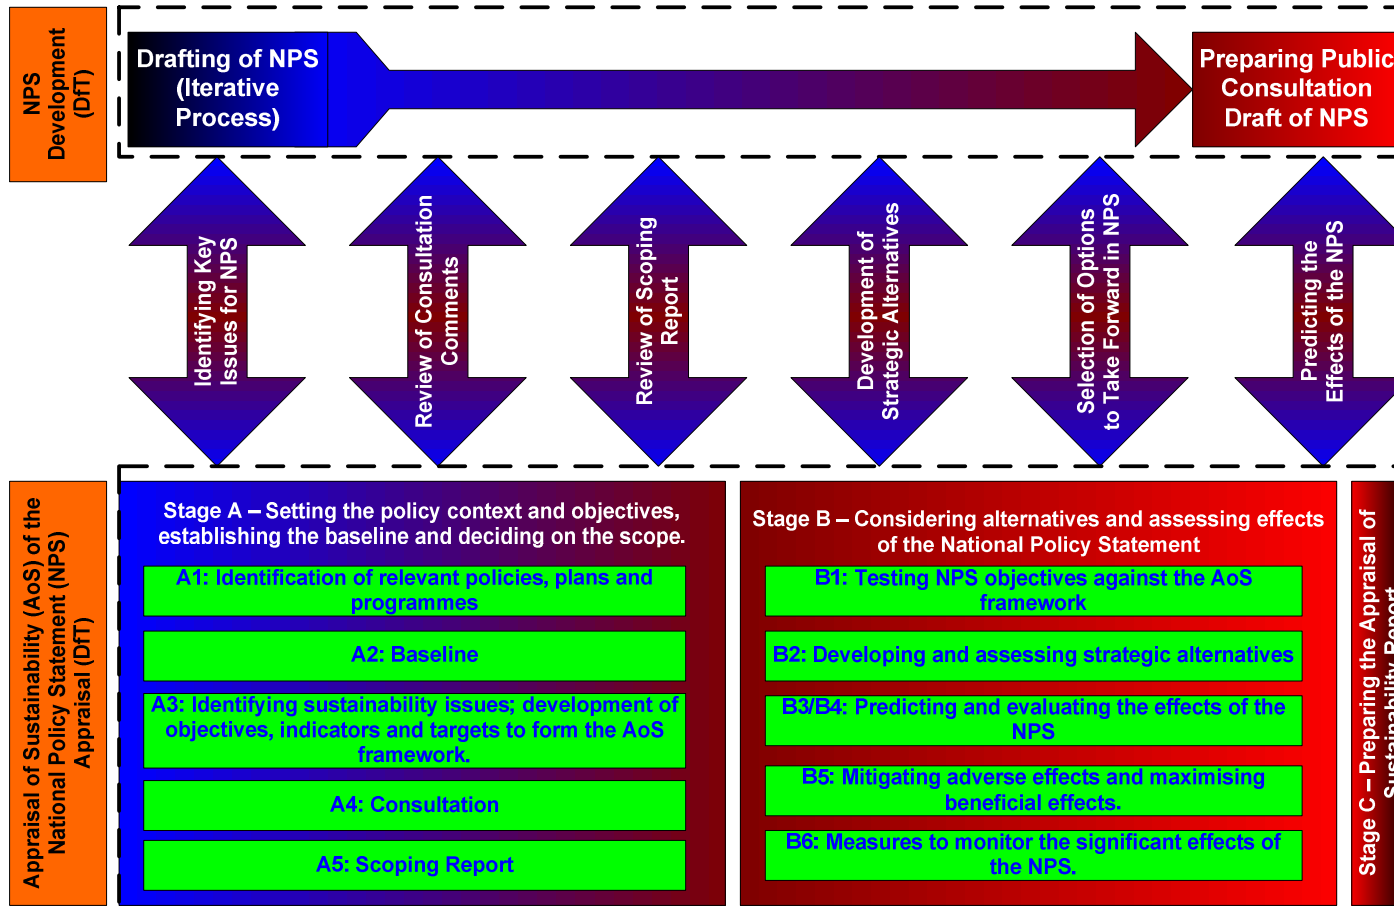 NPS
Development
(DfT)
Drafting of NPS
(Iterative
Process)
Preparing Public
Consultation
Draft of NPS
Identifying Key
Issues for NPS
Review of Consultation
Comments
Review of Scoping
Report
Development of
Strategic Alternatives
Selection of Options
to Take Forward in NPS
Predicting the
Effects of the NPS
Appraisal of Sustainability (AoS) of the
National Policy Statement (NPS)
Appraisal (DfT)
Stage A – Setting the policy context and objectives,
establishing the baseline and deciding on the scope.
A1: Identification of relevant policies, plans and
programmes
A2: Baseline
A3: Identifying sustainability issues; development of
objectives, indicators and targets to form the AoS
framework.
A4: Consultation
A5: Scoping Report
Stage B – Considering alternatives and assessing effects
of the National Policy Statement
B1: Testing NPS objectives against the AoS
framework
B2: Developing and assessing strategic alternatives
B3/B4: Predicting and evaluating the effects of the
NPS
B5: Mitigating adverse effects and maximising
beneficial effects.
B6: Measures to monitor the significant effects of
the NPS.
Stage C – Preparing the Appraisal of
Sustainability Report